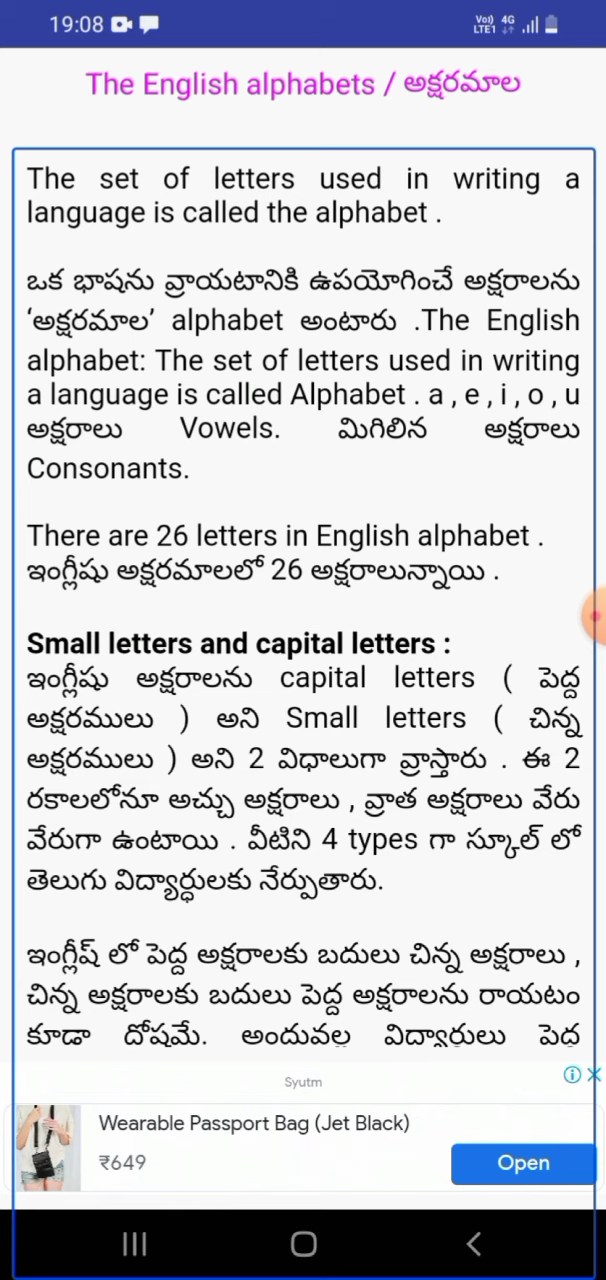 19:08
Vo)) 4G
LTE1
The English alphabets / అక్షరమాల
The set of letters used in writing a
language is called the alphabet .
ఒక భాషను వ్రాయటానికి ఉపయోగించే అక్షరాలను
‘అక్షరమాల’ alphabet అంటారు .The English
alphabet: The set of letters used in writing
a language is called Alphabet . a , e , i , o , u
అక్షరాలు Vowels. మిగిలిన అక్షరాలు
Consonants.
There are 26 letters in English alphabet .
ఇంగ్లీషు అక్షరమాలలో 26 అక్షరాలున్నాయి .
Small letters and capital letters :
ఇంగ్లీషు అక్షరాలను capital letters ( పెద్ద
అక్షరములు ) అని Small letters ( చిన్న
అక్షరములు ) అని 2 విధాలుగా వ్రాస్తారు . ఈ 2
రకాలలోనూ అచ్చు అక్షరాలు , వ్రాత అక్షరాలు వేరు
వేరుగా ఉంటాయి . వీటిని 4 types గా స్కూల్ లో
తెలుగు విద్యార్ధులకు నేర్పుతారు.
ఇంగ్లీష్ లో పెద్ద అక్షరాలకు బదులు చిన్న అక్షరాలు ,
చిన్న అక్షరాలకు బదులు పెద్ద అక్షరాలను రాయటం
కూడా దోషమే. అందువల్ల
Syutm
Wearable Passport Bag (Jet Black)
₹649
Open